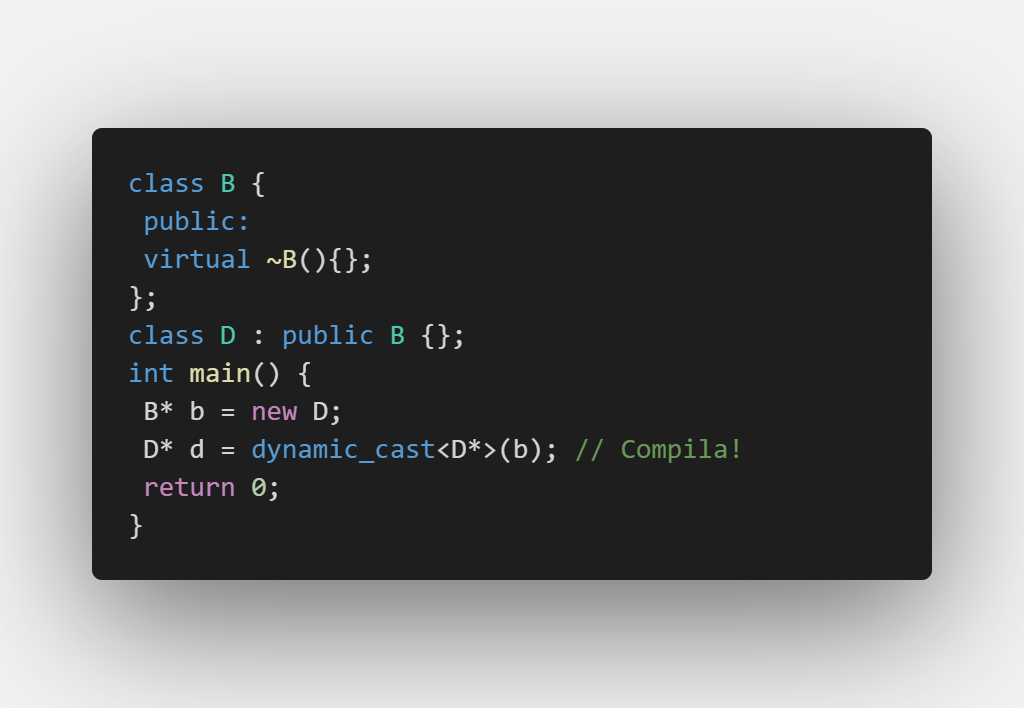 class B {
 public:
 virtual ~B(){};
};
class D : public B {};
int main() {
 B* b = new D;
 D* d = dynamic_cast<D*>(b); // Compila!
 return 0;
}